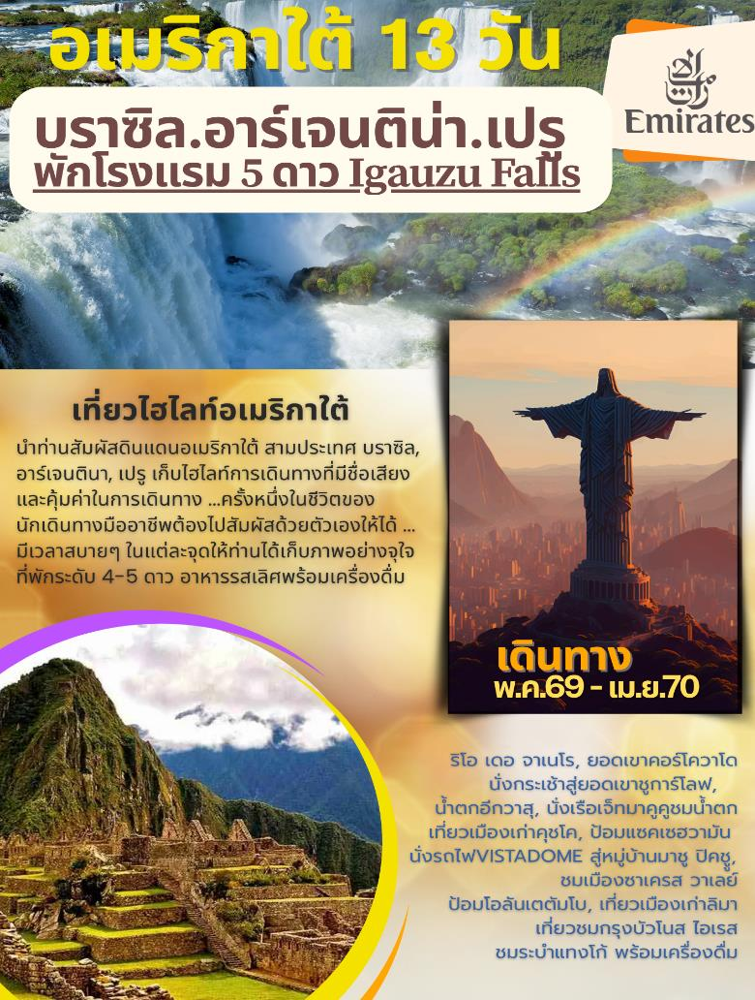 อเมริกาใต้ 13 วัน
Emirates
บราซิล.อาร์เจนติน่า.เปรู
พักโรงแรม 5 ดาว Igauzu Falls
เที่ยวไฮไลท์อเมริกาใต้
นำท่านสัมผัสดินแดนอเมริกาใต้ สามประเทศ บราซิล,
อาร์เจนตินา, เปรู เก็บไฮไลท์การเดินทางที่มีชื่อเสียง
และคุ้มค่าในการเดินทาง ...ครั้งหนึ่งในชีวิตของ
นักเดินทางมืออาชีพต้องไปสัมผัสด้วยตัวเองให้ได้ ...
มีเวลาสบายๆ ในแต่ละจุดให้ท่านได้เก็บภาพอย่างจุใจ
ที่พักระดับ 4-5 ดาว อาหารรสเลิศพร้อมเครื่องดื่ม
เดินทาง
พ.ค.69 - เม.ย.70
ริโอ เดอ จาเนโร, ยอดเขาคอร์โควาโด
นั่งกระเช้าสู่ยอดเขาชูการ์โลฟ,
น้ำตกอีกวาสุ, นั่งเรือเจ็ทมาคูคูชมน้ำตก
เที่ยวเมืองเก่าคุซโค, ป้อมแซคเซฮวามัน
นั่งรถไฟVISTADOME สู่หมู่บ้านมาชู ปิคชู,
ชมเมืองซาเครส วาเลย์
ป้อมโอลันเตตัมโบ, เที่ยวเมืองเก่าลิมา
เที่ยวชมกรุงบัวโนส ไอเรส
ชมระบำแทงโก้ พร้อมเครื่องดื่ม